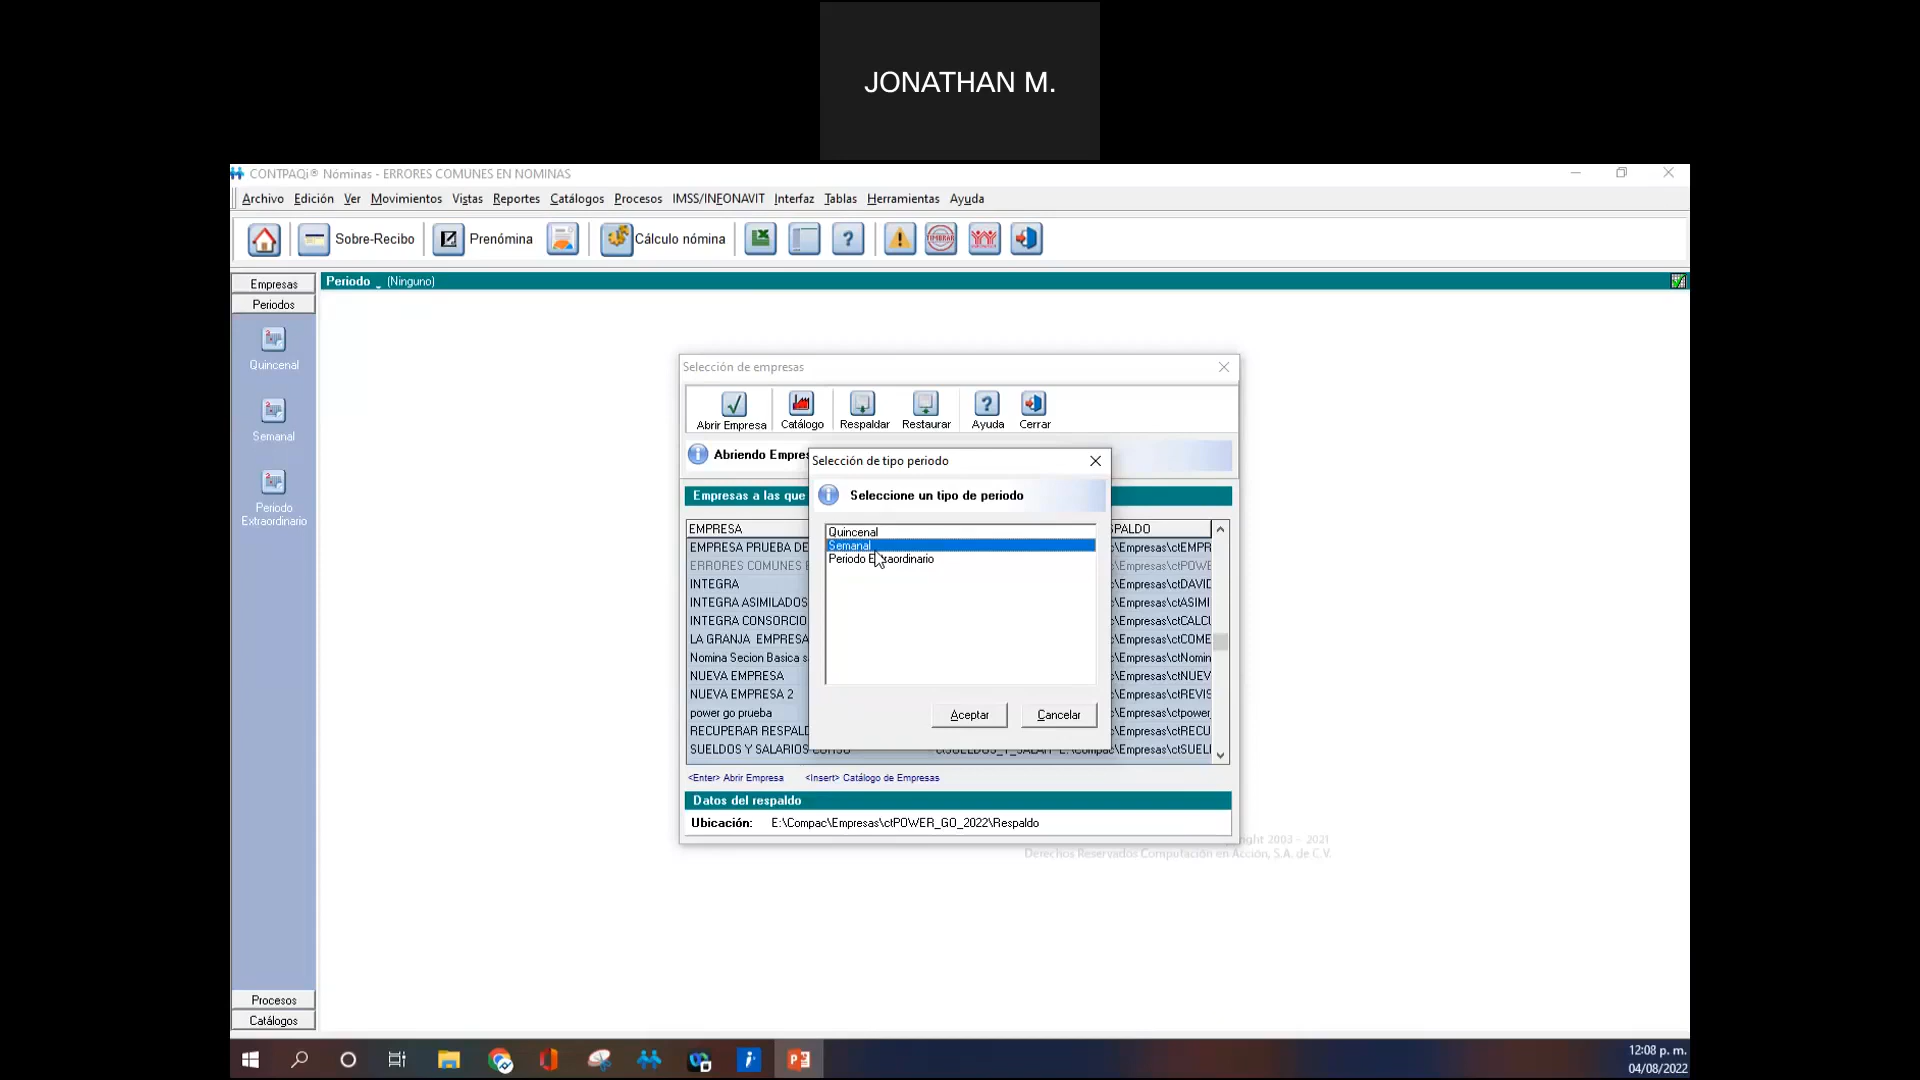 JONATHAN M.
CONTPAQi® Nóminas - ERRORES COMUNES EN NOMINAS
Archivo Edición Ver Movimientos Vistas Reportes Catálogos Procesos IMSS/INFONAVIT Interfaz Tablas Herramientas Ayuda
Sobre-Recibo Prenómina Cálculo nómina
Empresas
Periodo (Ninguno)
Periodos
Quincenal
Semanal
Periodo
Extraordinario
Selección de empresas
Abrir Empresa Catálogo Respaldar Restaurar Ayuda Cerrar
Abriendo Empres
Selección de tipo periodo
Seleccione un tipo de periodo
Empresas a las que
Quincenal
Semanal
Periodo Extraordinario
Aceptar Cancelar
EMPRESA SPALDO
EMPRESA PRUEBA DE c\Empresas\ctEMPR
ERRORES COMUNES E c\Empresas\ctPOWE
INTEGRA c\Empresas\ctDAVID
INTEGRA ASIMILADOS c\Empresas\ctASIMI
INTEGRA CONSORCIO c\Empresas\ctCALCU
LA GRANJA EMPRESA c\Empresas\ctCOME
Nomina Secion Basica s c\Empresas\ctNomin
NUEVA EMPRESA c\Empresas\ctNUEV
NUEVA EMPRESA 2 c\Empresas\ctREVIS
power go prueba c\Empresas\ctpower
RECUPERAR RESPALD c\Empresas\ctRECU
SUELDOS Y SALARIOS CURSO c\Empresas\ctSUEL
<Enter> Abrir Empresa <Insert> Catálogo de Empresas
Datos del respaldo
Ubicación: E:\Compac\Empresas\ctPOWER_GO_2022\Respaldo
2003 - 2021
Derechos Reservados Computación en Acción, S.A. de C.V.
Procesos
Catálogos
12:08 p. m.
04/08/2022